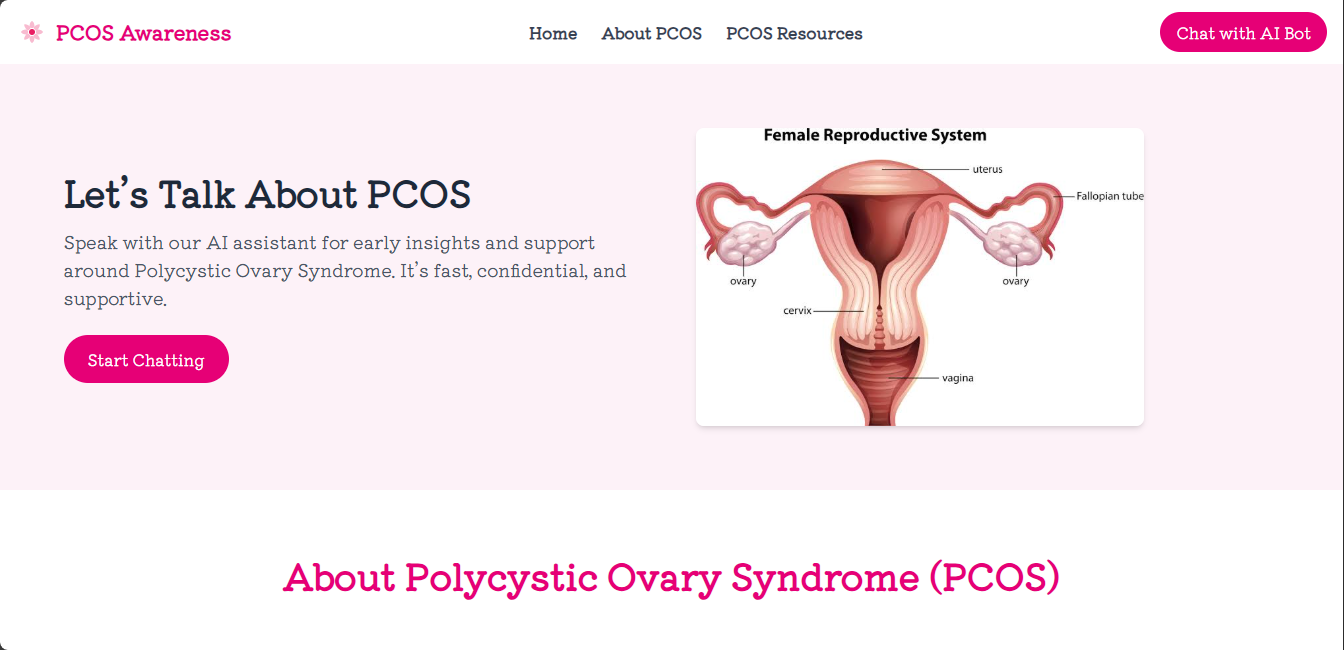 PCOS Awareness
Home
About PCOS
PCOS Resources
Chat with AI Bot
Let’s Talk About PCOS
Speak with our AI assistant for early insights and support
around Polycystic Ovary Syndrome. It’s fast, confidential, and
supportive.
Start Chatting
Female Reproductive System
uterus
Fallopian tube
ovary
ovary
cervix
vagina
About Polycystic Ovary Syndrome (PCOS)